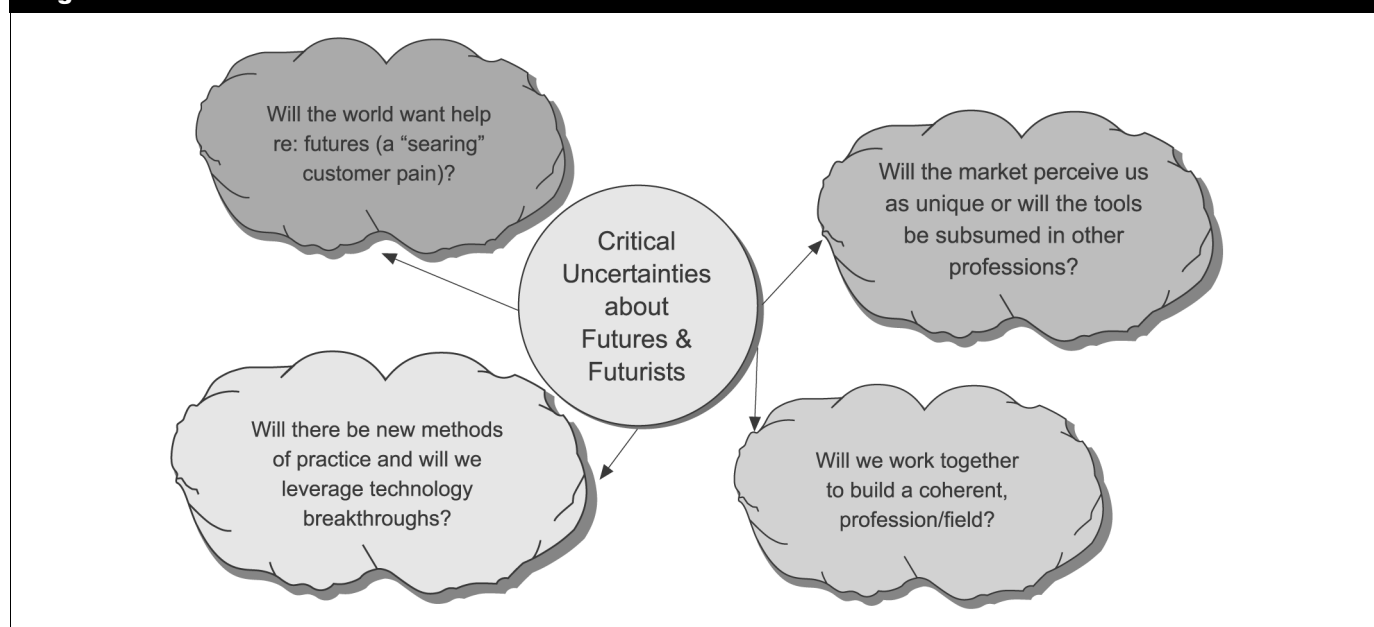 Will the world want help
re: futures (a “searing”
customer pain)?
Will the market perceive us
as unique or will the tools
be subsumed in other
professions?
Critical
Uncertainties
about
Futures &
Futurists
Will there be new methods
of practice and will we
leverage technology
breakthroughs?
Will we work together
to build a coherent,
profession/field?